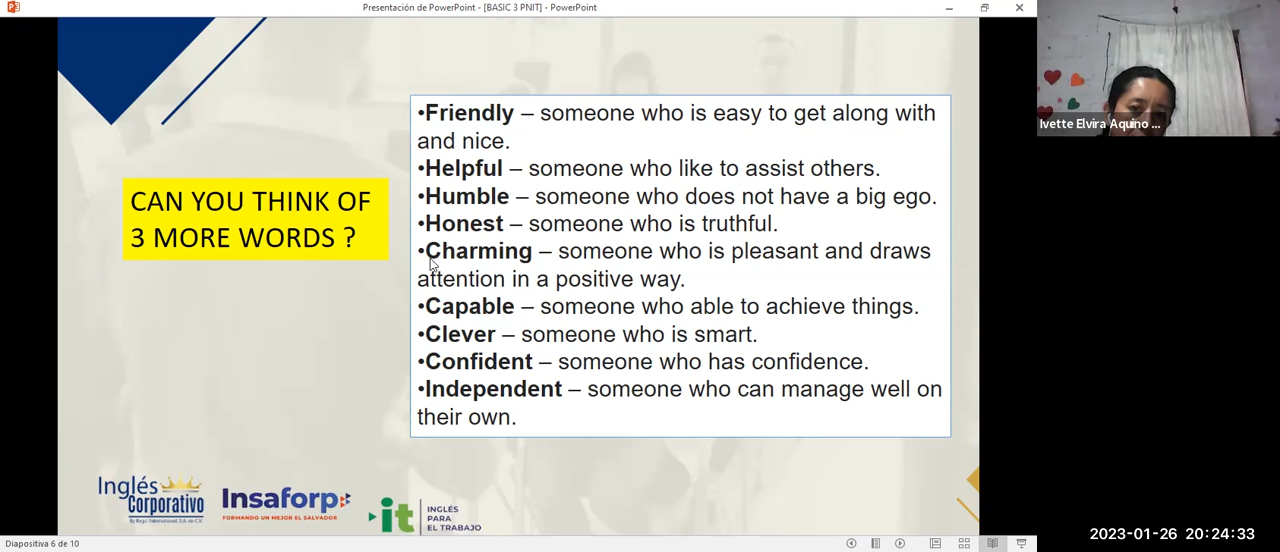 Presentación de PowerPoint - [BASIC 3 PNIT] - PowerPoint
CAN YOU THINK OF
3 MORE WORDS ?
•Friendly – someone who is easy to get along with
and nice.
•Helpful – someone who like to assist others.
•Humble – someone who does not have a big ego.
•Honest – someone who is truthful.
•Charming – someone who is pleasant and draws
attention in a positive way.
•Capable – someone who able to achieve things.
•Clever – someone who is smart.
•Confident – someone who has confidence.
•Independent – someone who can manage well on
their own.
Ivette Elvira Aquino ...
Inglés
Corporativo
Insaforp
FORMANDO UN MEJOR EL SALVADOR
it
INGLÉS
PARA
EL TRABAJO
Diapositiva 6 de 10
2023-01-26 20:24:33